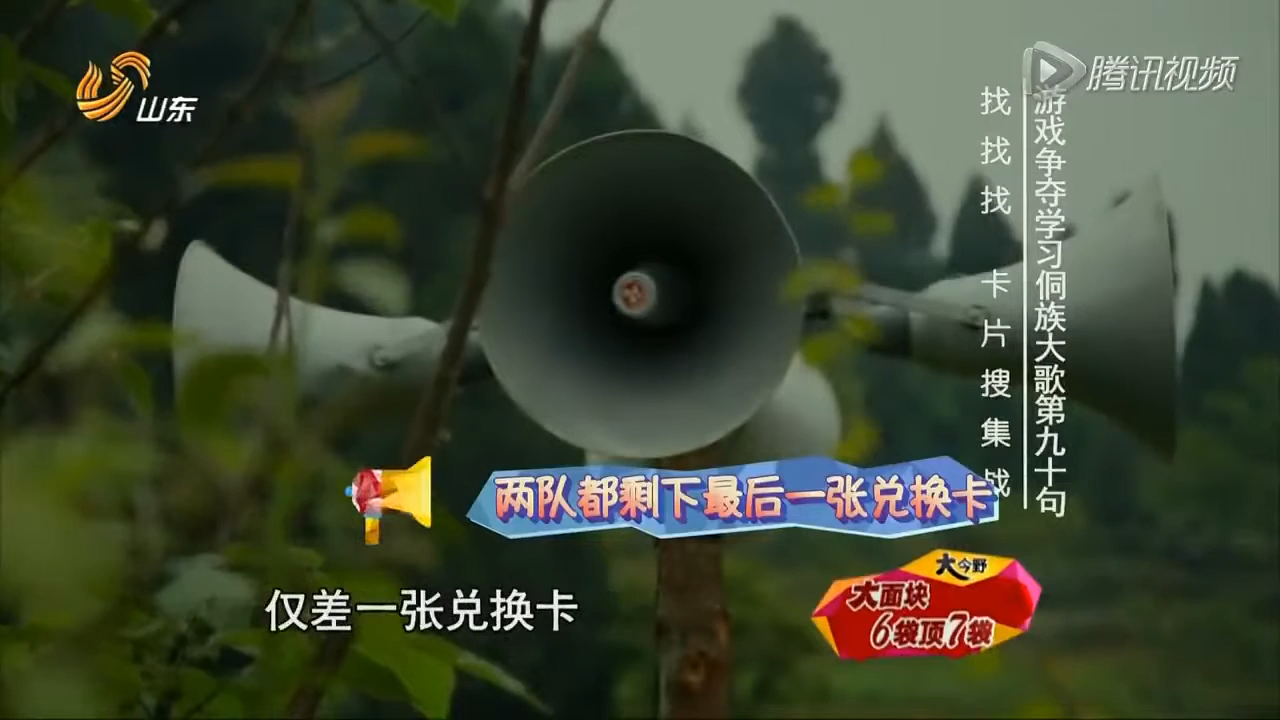 山东
腾讯视频
游戏争夺学习侗族大歌第九十句
找找找 卡片搜集战
两队都剩下最后一张兑换卡
仅差一张兑换卡
大今野
大面块
6袋顶7袋